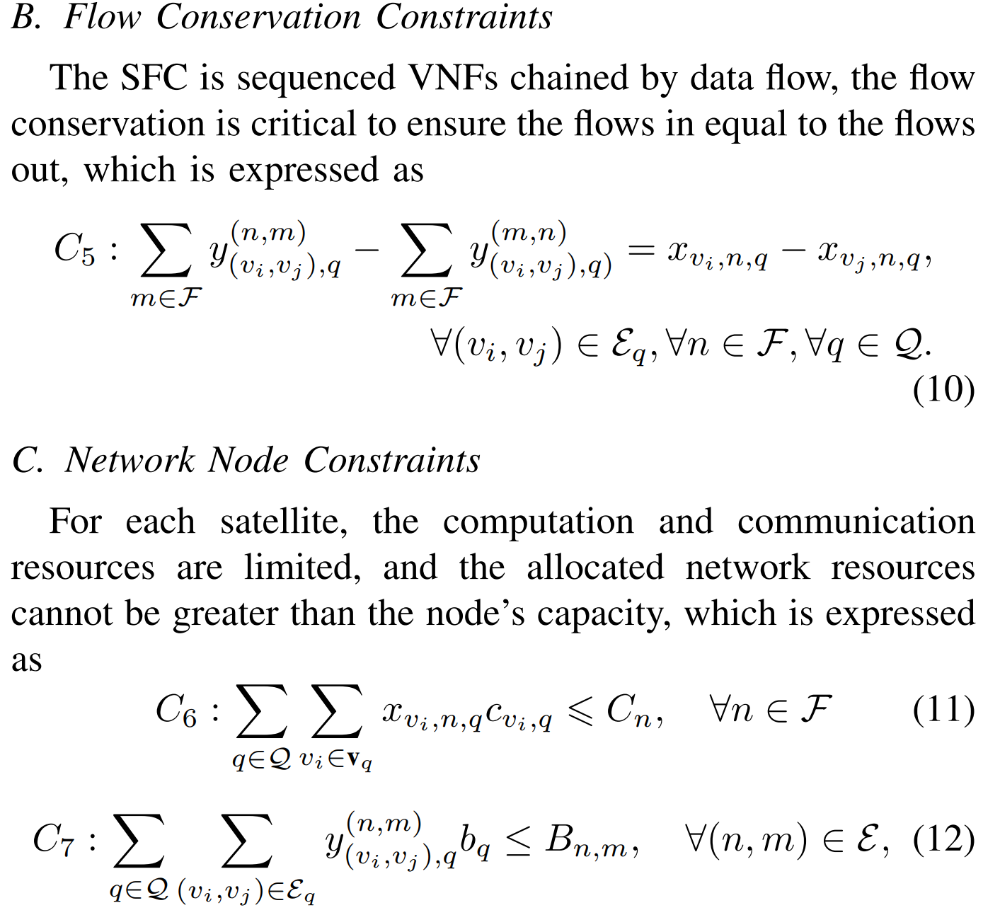 B. Flow Conservation Constraints
The SFC is sequenced VNFs chained by data flow, the flow
conservation is critical to ensure the flows in equal to the flows
out, which is expressed as
$C_5 : \sum_{m \in \mathcal{F}} y_{(v_i,v_j),q}^{(n,m)} - \sum_{m \in \mathcal{F}} y_{(v_i,v_j),q)}^{(m,n)} = x_{v_i,n,q} - x_{v_j,n,q},$
$\forall (v_i, v_j) \in \mathcal{E}_q, \forall n \in \mathcal{F}, \forall q \in \mathcal{Q}.$
(10)
C. Network Node Constraints
For each satellite, the computation and communication
resources are limited, and the allocated network resources
cannot be greater than the node's capacity, which is expressed
as
$C_6 : \sum_{q \in \mathcal{Q}} \sum_{v_i \in \mathbf{v}_q} x_{v_i,n,q} c_{v_i,q} \leqslant C_n, \quad \forall n \in \mathcal{F}$ (11)
$C_7 : \sum_{q \in \mathcal{Q}} \sum_{(v_i,v_j) \in \mathcal{E}_q} y_{(v_i,v_j),q}^{(n,m)} b_q \leq B_{n,m}, \quad \forall (n, m) \in \mathcal{E},$ (12)